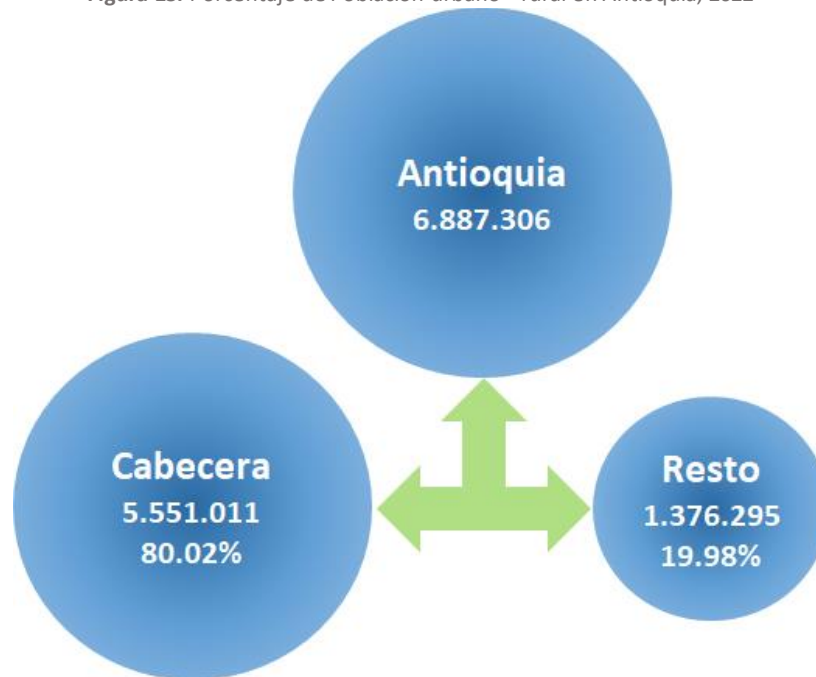 Antioquia
6.887.306
Cabecera
5.551.011
80.02%
Resto
1.376.295
19.98%